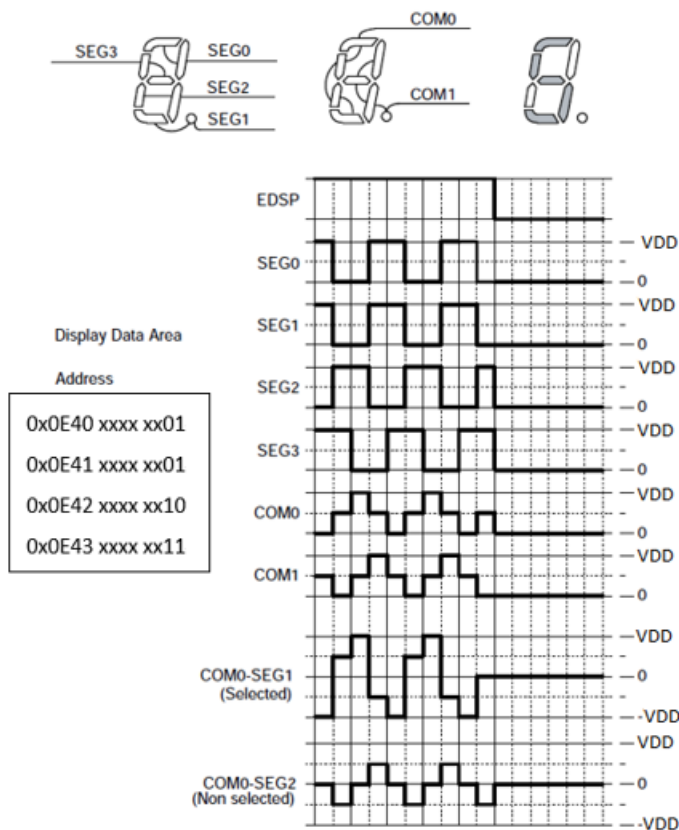 COM0
SEG3
SEG0
SEG2
COM1
SEG1
EDSP
VDD
SEG0
0
VDD
SEG1
0
Display Data Area
VDD
Address
SEG2
0
0x0E40 xxxx xx01
VDD
0x0E41 xxxx xx01
SEG3
0
0x0E42 xxxx xx10
VDD
COM0
0
0x0E43 xxxx xx11
VDD
COM1
0
VDD
COM0-SEG1
0
(Selected)
-VDD
VDD
COM0-SEG2
0
(Non selected)
-VDD